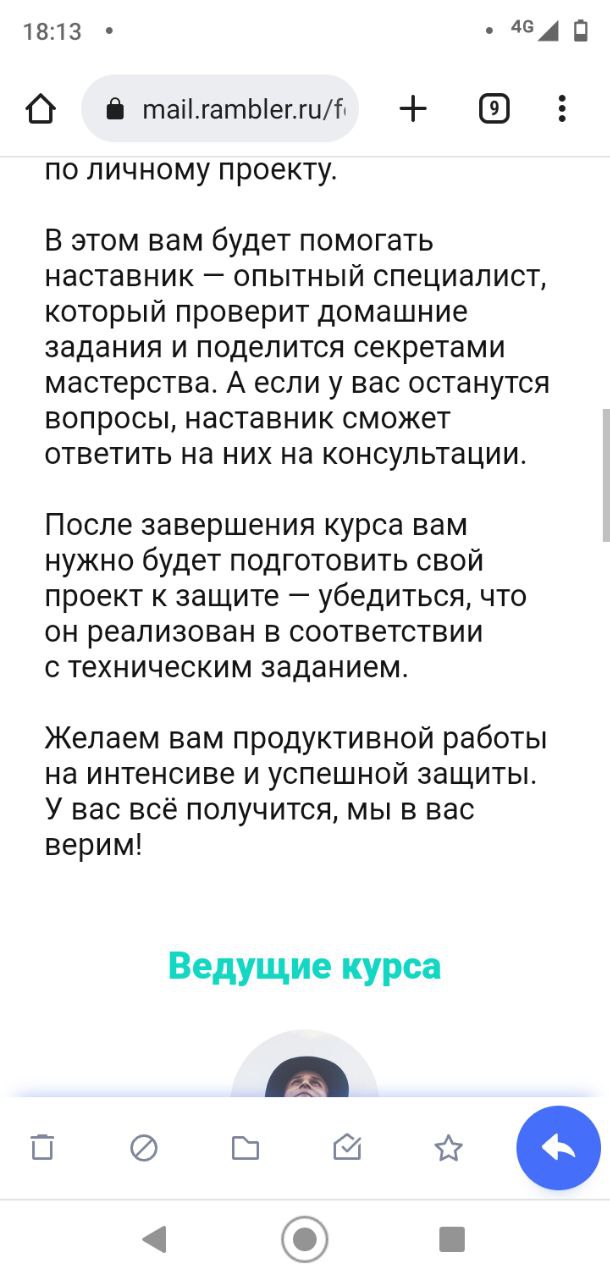 18:13
4G
mail.rambler.ru/f
9
по личному проекту.
В этом вам будет помогать
наставник — опытный специалист,
который проверит домашние
задания и поделится секретами
мастерства. А если у вас останутся
вопросы, наставник сможет
ответить на них на консультации.
После завершения курса вам
нужно будет подготовить свой
проект к защите — убедиться, что
он реализован в соответствии
с техническим заданием.
Желаем вам продуктивной работы
на интенсиве и успешной защиты.
У вас всё получится, мы в вас
верим!
Ведущие курса